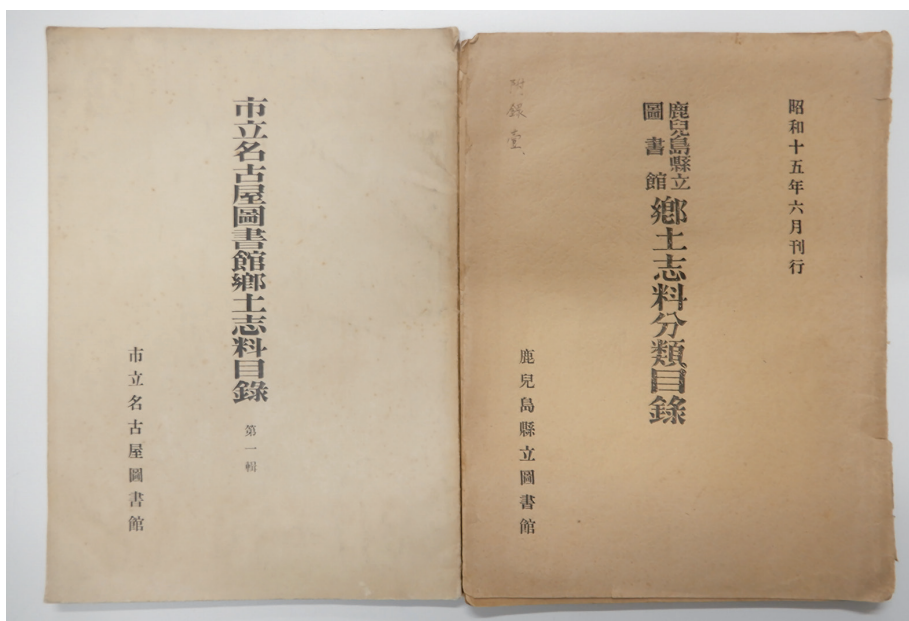 市立名古屋圖書館鄕土志料目錄
第一輯
市立名古屋圖書館
昭和十五年六月刊行
鹿兒島縣立
圖書館
鄕土志料分類目錄
鹿兒島縣立圖書館